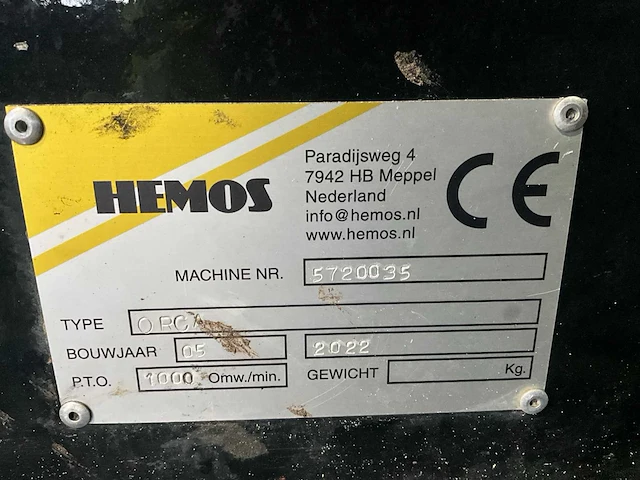 HEMOS
Paradijsweg 4
7942 HB Meppel
Nederland
info@hemos.nl
www.hemos.nl
CE
MACHINE NR. 5720035
TYPE
BOUWJAAR 05 2022
P.T.O. 1000 Omw./min. GEWICHT Kg.